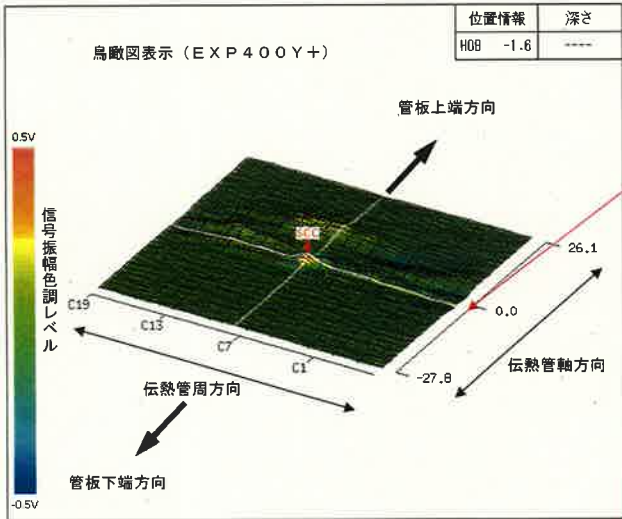 位置情報 深さ
HOB -1.6 ----
鳥瞰図表示(EXP400Y+)
管板上端方向
0.5V
信号振幅色調レベル
SCC
26.1
0.0
-27.8
C19
C13
C7
C1
伝熱管軸方向
伝熱管周方向
管板下端方向
-0.5V